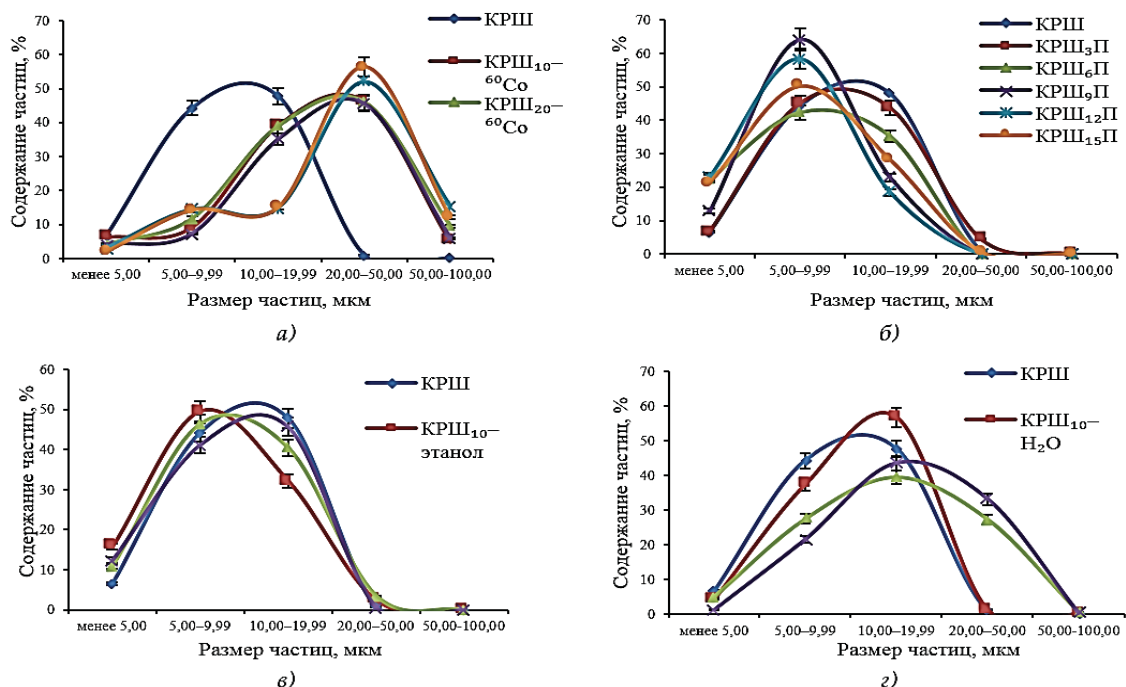 70
60
50
40
30
20
10
0
Содержание частиц, %
менее 5,00
5,00–9,99
10,00–19,99
20,00–50,00
50,00–100,00
Размер частиц, мкм
КРШ
КРШ₁₀–
⁶⁰Co
КРШ₂₀–
⁶⁰Co
а)
70
60
50
40
30
20
10
0
Содержание частиц, %
менее 5,00
5,00–9,99
10,00–19,99
20,00–50,00
50,00–100,00
Размер частиц, мкм
КРШ
КРШ₃П
КРШ₆П
КРШ₉П
КРШ₁₂П
КРШ₁₅П
б)
60
50
40
30
20
10
0
Содержание частиц, %
менее 5,00
5,00–9,99
10,00–19,99
20,00–50,00
50,00–100,00
Размер частиц, мкм
КРШ
КРШ₁₀–
этанол
в)
70
60
50
40
30
20
10
0
Содержание частиц, %
менее 5,00
5,00–9,99
10,00–19,99
20,00–50,00
50,00–100,00
Размер частиц, мкм
КРШ
КРШ₁₀–
H₂O
г)